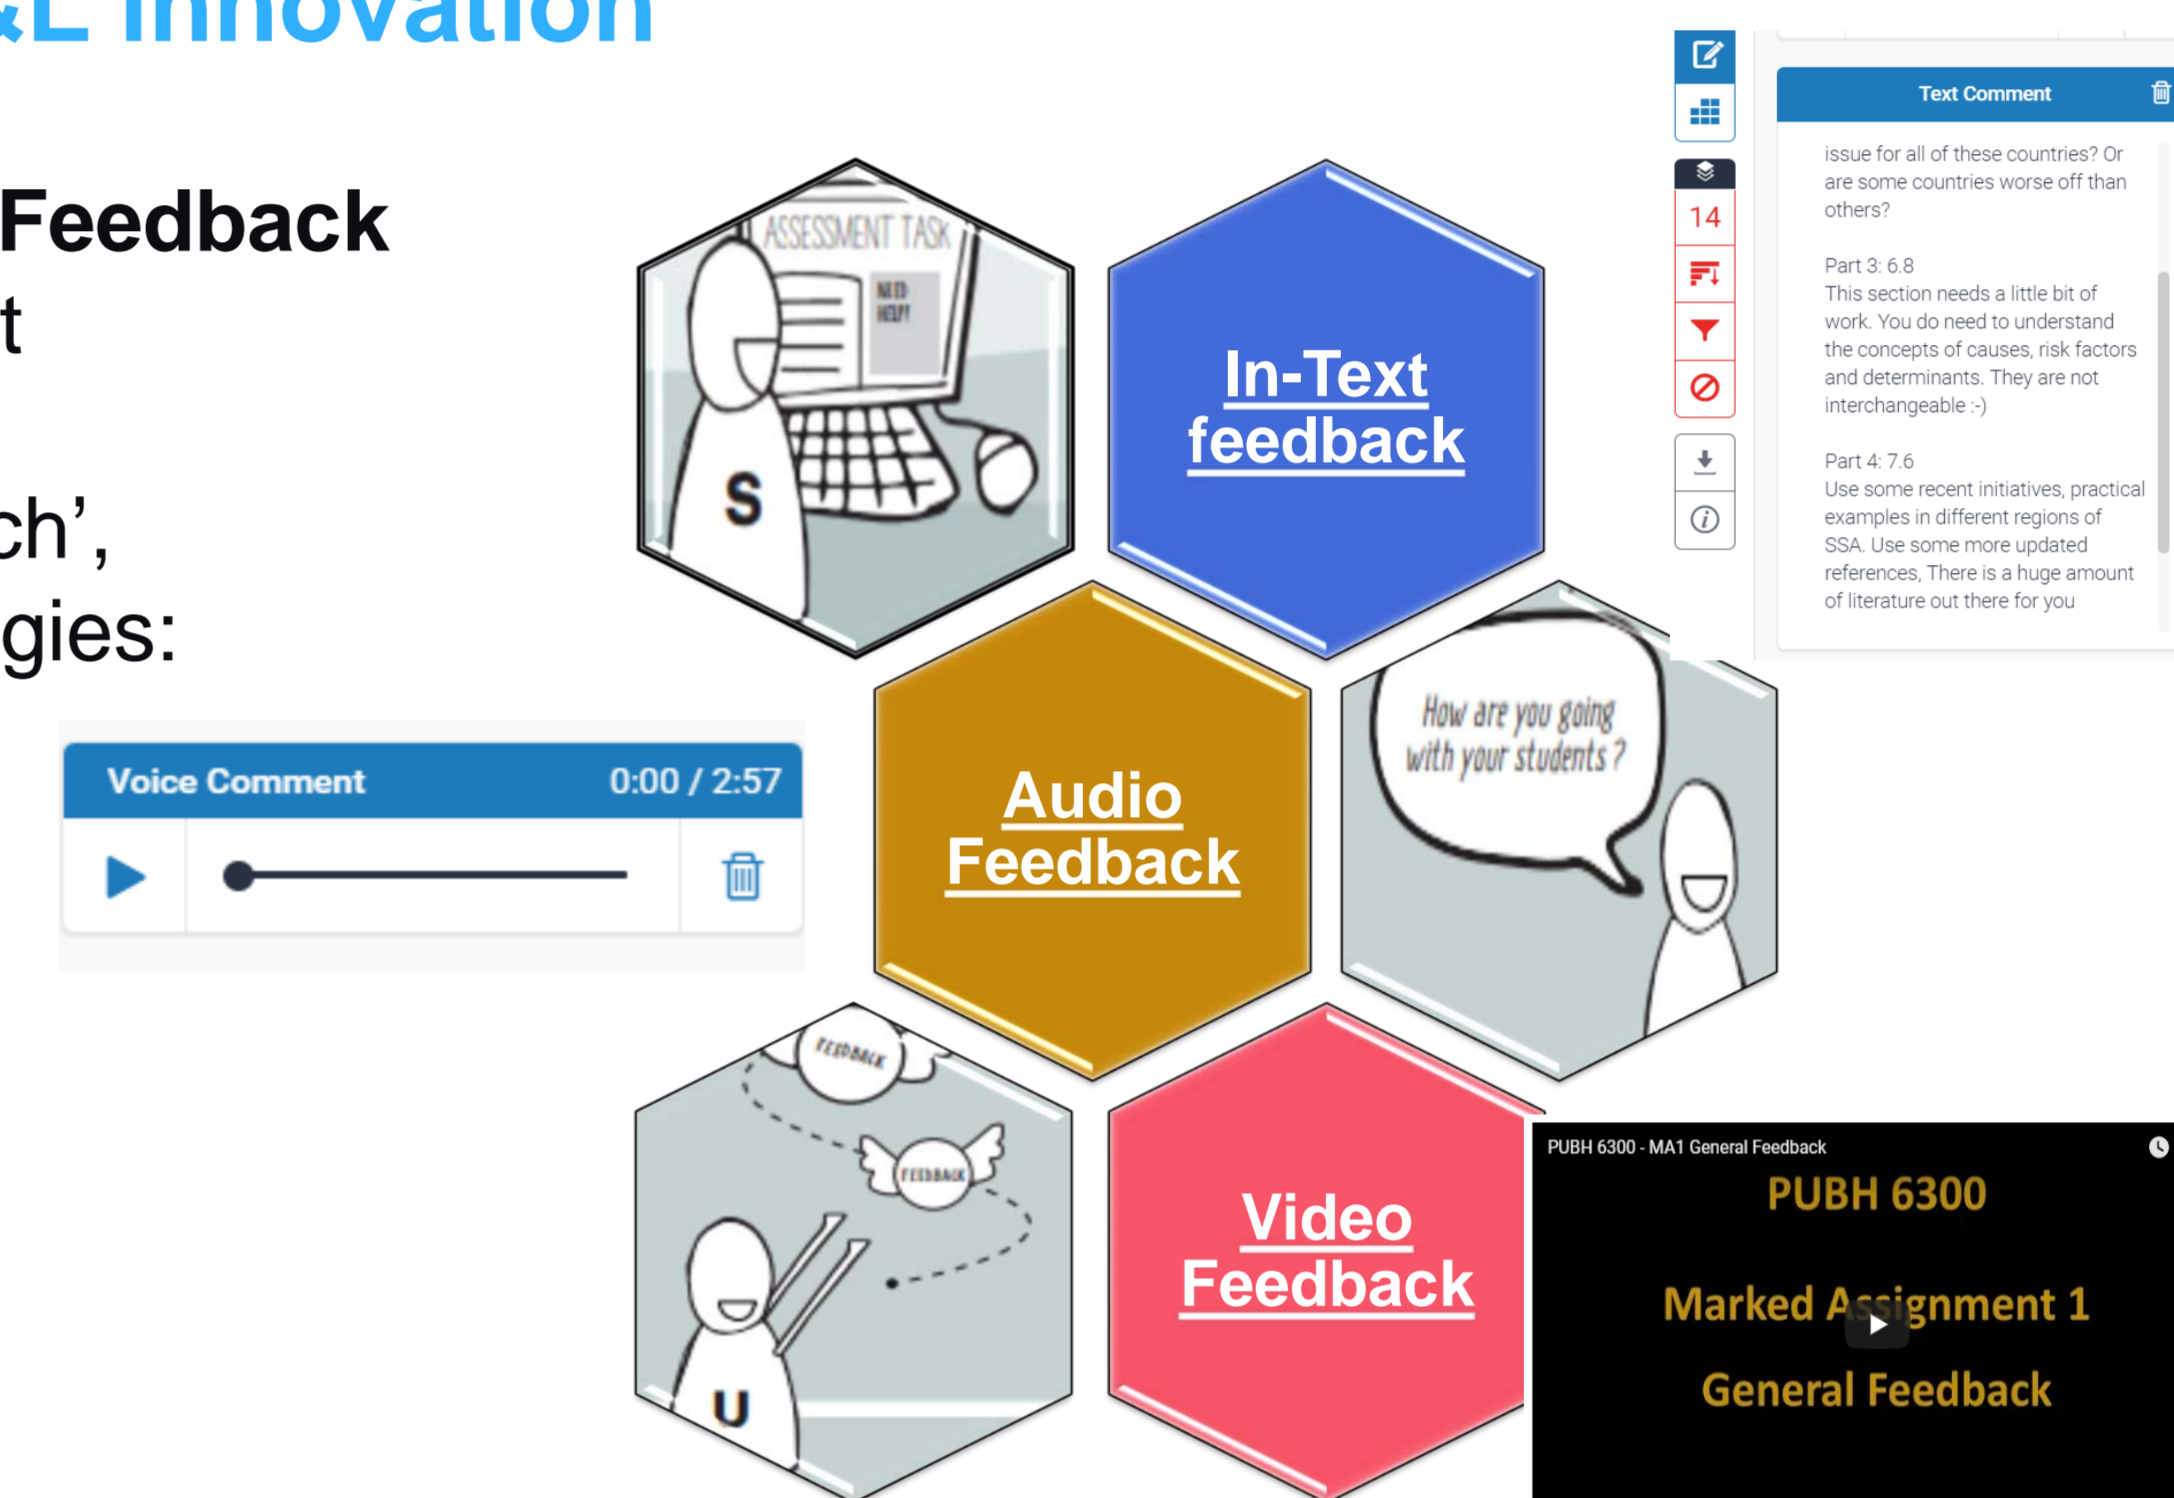 &L Innovation
Feedback
t
ch’,
gies:
Voice Comment 0:00 / 2:57
ASSESSMENT TASK
NEED
HELP?
S
In-Text
feedback
Text Comment
14
issue for all of these countries? Or
are some countries worse off than
others?
Part 3: 6.8
This section needs a little bit of
work. You do need to understand
the concepts of causes, risk factors
and determinants. They are not
interchangeable :-)
Part 4: 7.6
Use some recent initiatives, practical
examples in different regions of
SSA. Use some more updated
references, There is a huge amount
of literature out there for you
Audio
Feedback
How are you going
with your students ?
FEEDBACK
FEEDBACK
U
Video
Feedback
PUBH 6300 - MA1 General Feedback
PUBH 6300
Marked Assignment 1
General Feedback